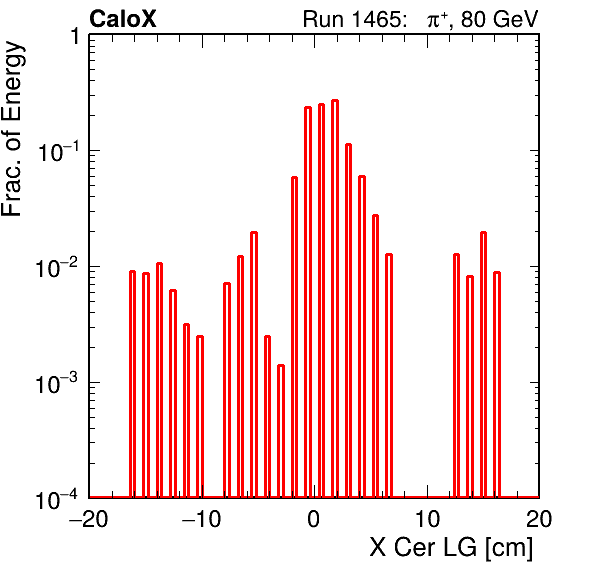 CaloX Run 1465: π⁺, 80 GeV
Frac. of Energy
1
10⁻¹
10⁻²
10⁻³
10⁻⁴
−20 −10 0 10 20
X Cer LG [cm]